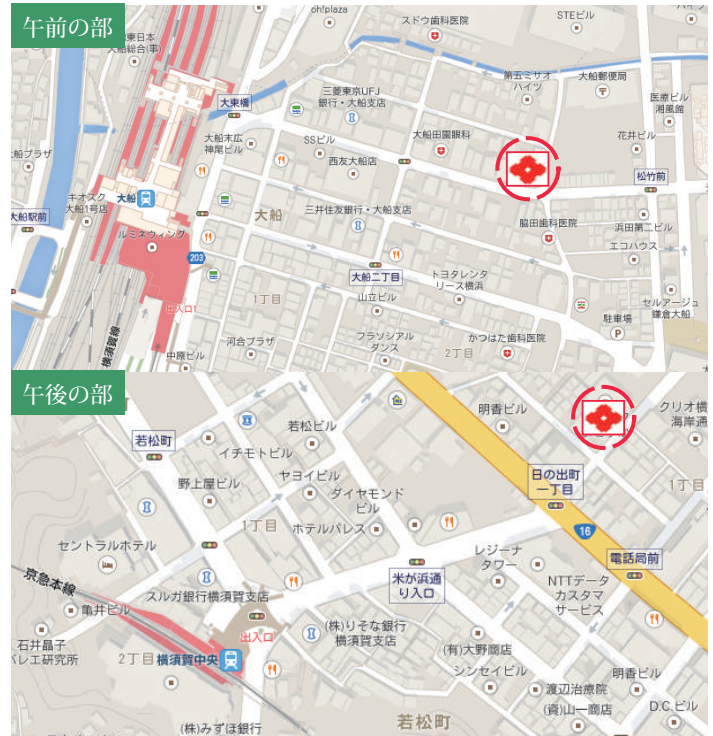 午前の部
oh!plaza
スドウ歯科医院
STEビル
大船総合(事)
大東橋
三菱東京UFJ
銀行・大船支店
第五ミサオ
ハイツ
大船郵便局
医療ビル
湘風館
大船末広
神尾ビル
SSビル
大船田園眼科
花井ビル
西友大船店
松竹前
キオスク
大船1号店
大船
大船
三井住友銀行・大船支店
脇田歯科医院
浜田第二ビル
エコハウス
大船駅前
ルミネウィング
203
大船二丁目
トヨタレンタ
リース横浜
出入口1
1丁目
山立ビル
セルアージュ
鎌倉大船
駐車場
横須賀線
中原ビル
河合プラザ
フラソシアル
ダンス
かつはた歯科医院
2丁目
午後の部
若松町
若松ビル
明香ビル
クリオ横
海岸通
イチモトビル
野上屋ビル
ヤヨイビル
日の出町
一丁目
1丁目
ダイヤモンド
ビル
1丁目
ホテルパレス
16
セントラルホテル
レジーナ
タワー
電話局前
京急本線
米が浜通
り入口
NTTデータ
カスタマ
サービス
スルガ銀行横須賀支店
亀井ビル
出入口
(株)りそな銀行
横須賀支店
石井晶子
バレエ研究所
2丁目
横須賀中央
(有)大野商店
シンセイビル
明香ビル
渡辺治療院
(資)山一商店
D.C.ビル
(株)みずほ銀行
若松町